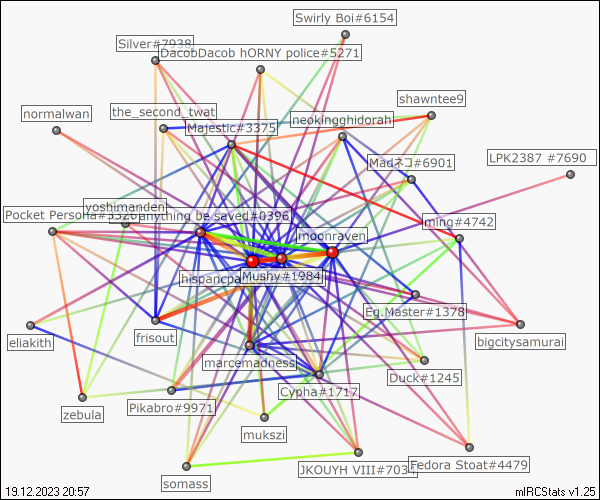 Swirly Boi#6154
Silver#7938
DacobDacob hORNY police#5271
shawntee9
normalwan
the_second_twat
neokingghidorah
Majestic#3375
Madネコ#6901
LPK2387 #7690
yoshimanden
Pocket Persona#3326
anything be saved#0396
ming#4742
moonraven
hispancpa
Mushy#1984
Eg.Master#1378
eliakith
frisout
bigcitysamurai
marcemadness
Duck#1245
Cypha#1717
zebula
Pikabro#9971
mukszi
somass
JKOUYH VIII#7034
Fedora Stoat#4479
19.12.2023 20:57
mIRCStats v1.25